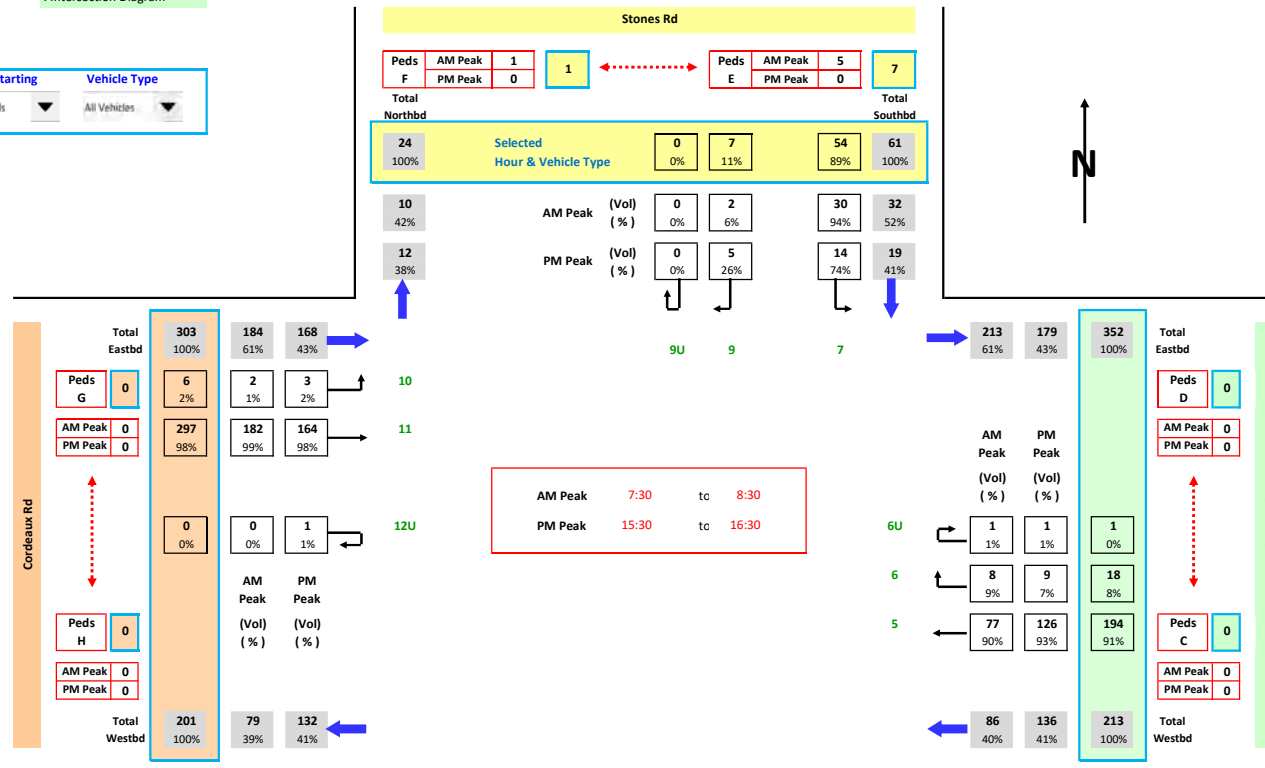 Intersection Diagram
Stones Rd
tarting Vehicle Type
All Vehicles
Peds F AM Peak 1 1
PM Peak 0
Peds E AM Peak 5 7
PM Peak 0
Total Northbd
Total Southbd
24 Selected 0 7 54 61
100% Hour & Vehicle Type 0% 11% 89% 100%
10 AM Peak (Vol) 0 2 30 32
42% ( % ) 0% 6% 94% 52%
12 PM Peak (Vol) 0 5 14 19
38% ( % ) 0% 26% 74% 41%
N
9U 9 7
Cordeaux Rd
Total Eastbd 303 184 168
100% 61% 43%
213 179 352 Total Eastbd
61% 43% 100%
Peds G 0
6 2 3 10
2% 1% 2%
Peds D 0
AM Peak 0
PM Peak 0
297 182 164 11
98% 99% 98%
AM Peak 0
PM Peak 0
AM Peak PM Peak
(Vol) (Vol)
( % ) ( % )
AM Peak 7:30 to 8:30
PM Peak 15:30 to 16:30
0 0 1 12U
0% 0% 1%
6U 1 1 1
1% 1% 0%
AM Peak PM Peak
(Vol) (Vol)
( % ) ( % )
6 8 9 18
9% 7% 8%
Peds H 0
5 77 126 194
90% 93% 91%
Peds C 0
AM Peak 0
PM Peak 0
AM Peak 0
PM Peak 0
Total Westbd 201 79 132
100% 39% 41%
86 136 213 Total Westbd
40% 41% 100%